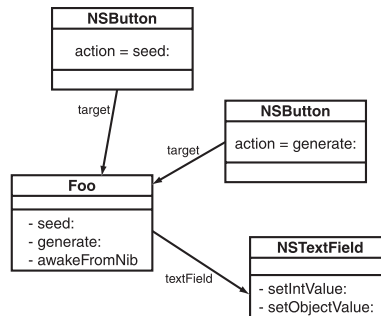 NSButton
action = seed:
target
NSButton
action = generate:
target
Foo
- seed:
- generate:
- awakeFromNib
textField
NSTextField
- setIntValue:
- setObjectValue: